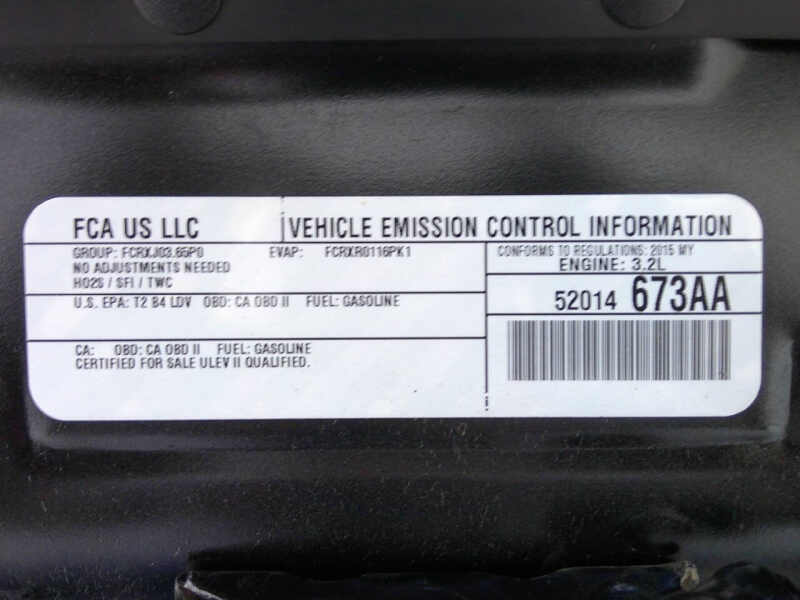 FCA US LLC VEHICLE EMISSION CONTROL INFORMATION
GROUP: FCRXJ03.65P0 EVAP: FCRXR0116PK1
NO ADJUSTMENTS NEEDED
HO2S / SFI / TWC
CONFORMS TO REGULATIONS: 2015 MY
ENGINE: 3.2L
U.S. EPA: T2 B4 LDV OBD: CA OBD II FUEL: GASOLINE
52014 673AA
CA: OBD: CA OBD II FUEL: GASOLINE
CERTIFIED FOR SALE ULEV II QUALIFIED.